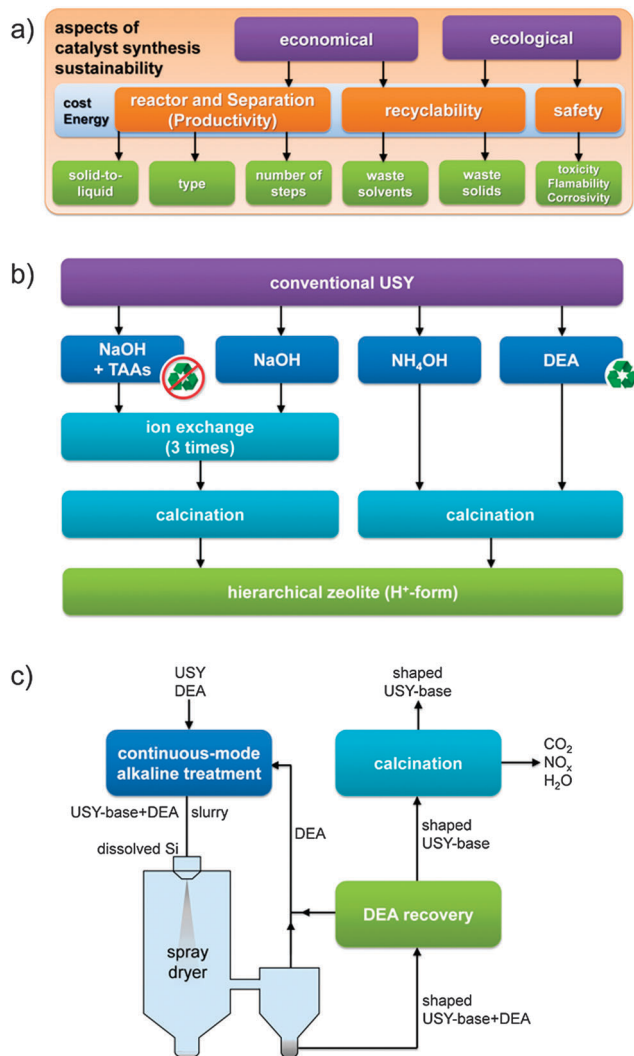 a)
aspects of
catalyst synthesis
sustainability
economical
ecological
cost
Energy
reactor and Separation
(Productivity)
recyclability
safety
solid-to-
liquid
type
number of
steps
waste
solvents
waste
solids
toxicity
Flamability
Corrosivity
b)
conventional USY
NaOH
+ TAAs
NaOH
NH₄OH
DEA
ion exchange
(3 times)
calcination
calcination
hierarchical zeolite (H⁺-form)
c)
USY
DEA
shaped
USY-base
continuous-mode
alkaline treatment
calcination
CO₂
NOₓ
H₂O
USY-base+DEA
slurry
DEA
shaped
USY-base
dissolved Si
DEA recovery
spray
dryer
shaped
USY-base+DEA